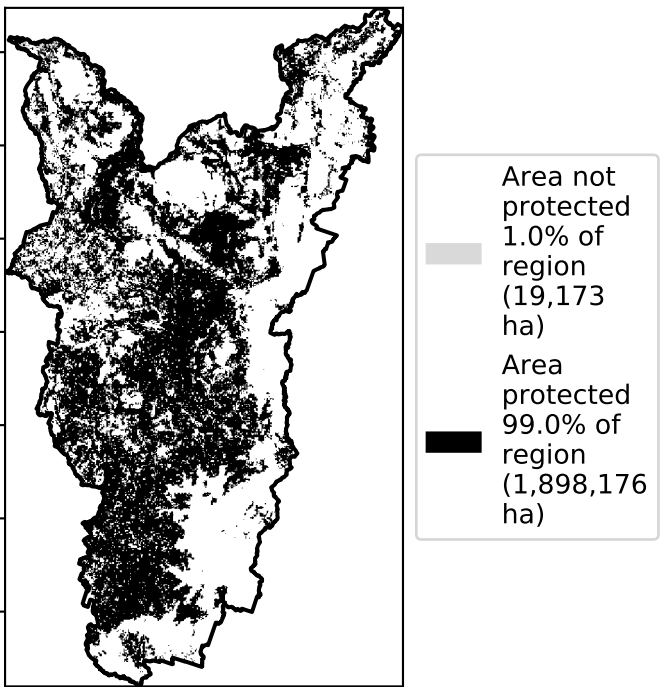 Area not
protected
1.0% of
region
(19,173
ha)
Area
protected
99.0% of
region
(1,898,176
ha)